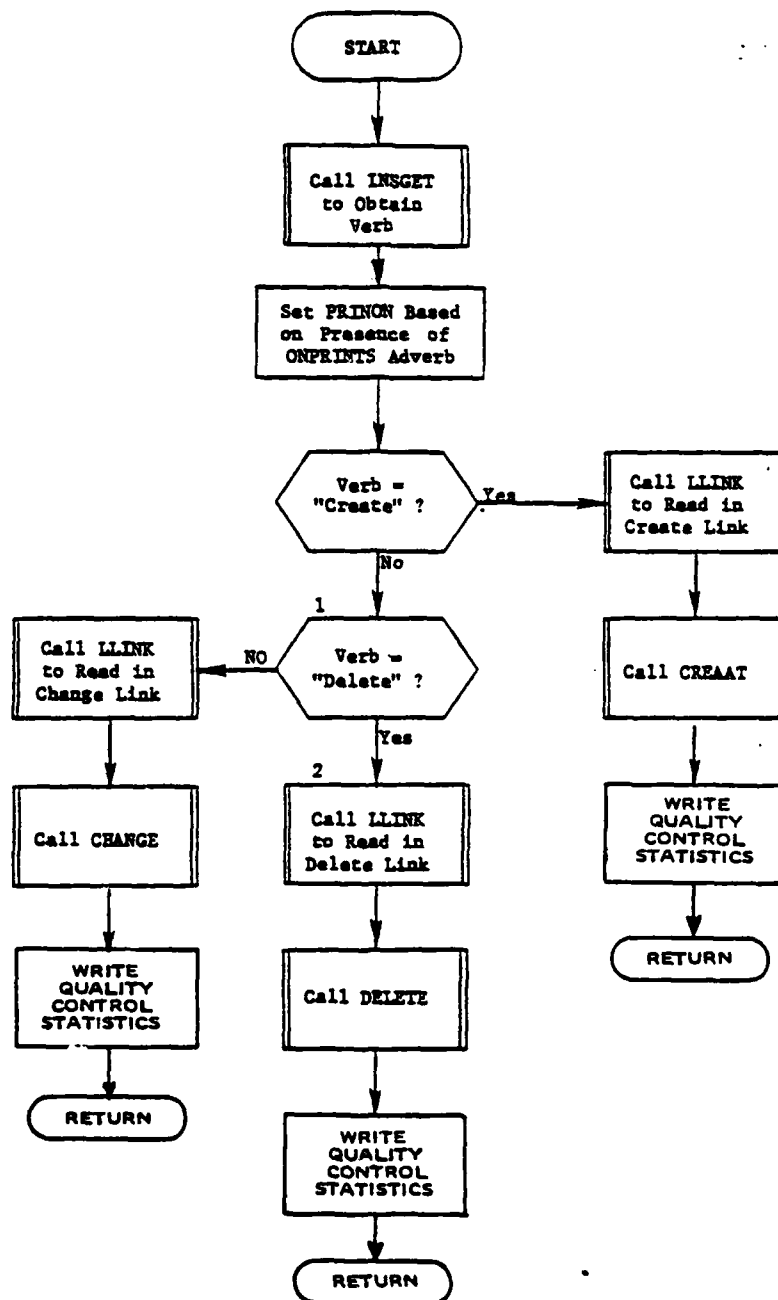 START
Call INSGET
to Obtain
Verb
Set PRINON Based
on Presence of
ONPRINTS Adverb
Verb =
"Create" ?
Yes
Call LLINK
to Read in
Create Link
No
1
Call LLINK
to Read in
Change Link
NO
Verb =
"Delete" ?
Call CREAAT
Yes
2
Call CHANGE
Call LLINK
to Read in
Delete Link
WRITE
QUALITY
CONTROL
STATISTICS
WRITE
QUALITY
CONTROL
STATISTICS
Call DELETE
RETURN
RETURN
WRITE
QUALITY
CONTROL
STATISTICS
RETURN